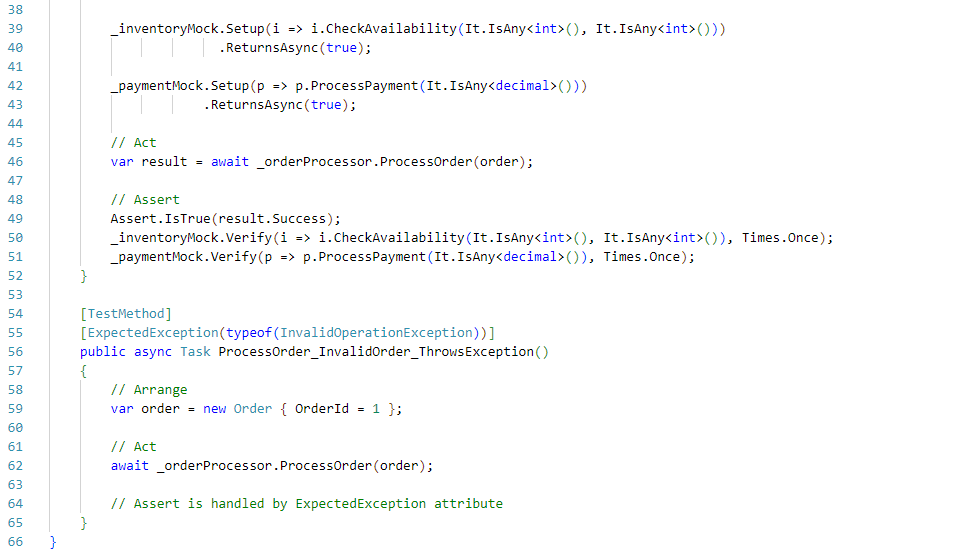 38
39 _inventoryMock.Setup(i => i.CheckAvailability(It.IsAny<int>(), It.IsAny<int>()))
40 .ReturnsAsync(true);
41
42 _paymentMock.Setup(p => p.ProcessPayment(It.IsAny<decimal>()))
43 .ReturnsAsync(true);
44
45 // Act
46 var result = await _orderProcessor.ProcessOrder(order);
47
48 // Assert
49 Assert.IsTrue(result.Success);
50 _inventoryMock.Verify(i => i.CheckAvailability(It.IsAny<int>(), It.IsAny<int>()), Times.Once);
51 _paymentMock.Verify(p => p.ProcessPayment(It.IsAny<decimal>()), Times.Once);
52 }
53
54 [TestMethod]
55 [ExpectedException(typeof(InvalidOperationException))]
56 public async Task ProcessOrder_InvalidOrder_ThrowsException()
57 {
58 // Arrange
59 var order = new Order { OrderId = 1 };
60
61 // Act
62 await _orderProcessor.ProcessOrder(order);
63
64 // Assert is handled by ExpectedException attribute
65 }
66 }